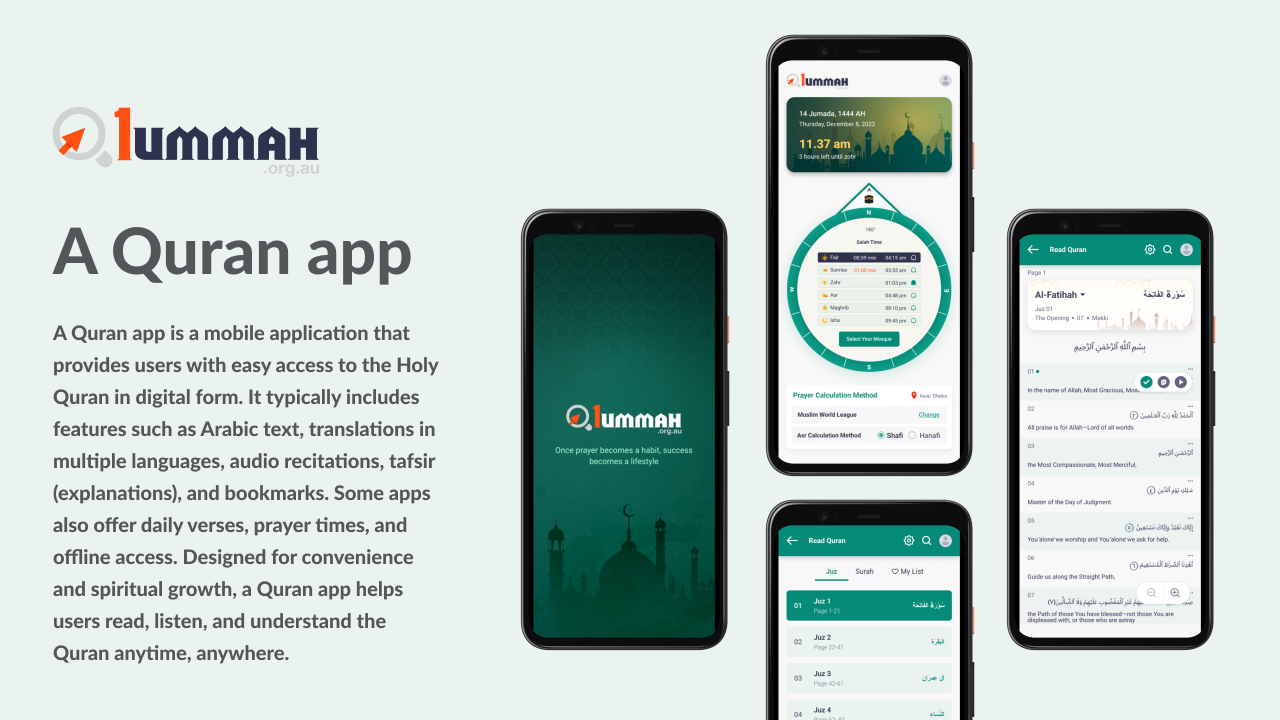 1UMMAH
.org.au
A Quran app
A Quran app is a mobile application that
provides users with easy access to the Holy
Quran in digital form. It typically includes
features such as Arabic text, translations in
multiple languages, audio recitations, tafsir
(explanations), and bookmarks. Some apps
also offer daily verses, prayer times, and
offline access. Designed for convenience
and spiritual growth, a Quran app helps
users read, listen, and understand the
Quran anytime, anywhere.
1UMMAH
.org.au
Once prayer becomes a habit, success
becomes a lifestyle
1UMMAH
14 Jumada, 1444 AH
Thursday, December 8, 2022
11.37 am
3 hours left until zohr
A
N
180°
Salah Time
Fajr 00:59 min 04:15 am
Sunrise 01:00 min 05:55 am
Zohr 01:03 pm
Asr 04:48 pm
Maghrib 08:10 pm
Isha 09:45 pm
W
E
Select Your Mosque
S
Prayer Calculation Method Asia/ Dhaka
Muslim World League Change
Asr Calculation Method Shafi Hanafi
Read Quran
Juz Surah My List
01 Juz 1 سُورَة الفَاتِحَة
Page 1-21
02 Juz 2 البَقَرَة
Page 22-41
03 Juz 3 آل عمران
Page 42-61
04 Juz 4 النِّسَاء
Read Quran
Page 1
Al-Fatihah سُورَة الفَاتِحَة
Juz 01
The Opening • 07 • Makki
بِسْمِ ٱللَّهِ ٱلرَّحْمَٰنِ ٱلرَّحِيمِ
01
In the name of Allah, Most Gracious,
02
ٱلْحَمْدُ لِلَّهِ رَبِّ ٱلْعَٰلَمِينَ (٢)
All praise is for Allah—Lord of all worlds
03
ٱلرَّحْمَٰنِ ٱلرَّحِيمِ
the Most Compassionate, Most Merciful,
04
مَٰلِكِ يَوْمِ ٱلدِّينِ (٤)
Master of the Day of Judgment.
05
إِيَّاكَ نَعْبُدُ وَإِيَّاكَ نَسْتَعِينُ (٥)
You ˹alone˺ we worship and You ˹alone˺ we ask for help.
06
ٱهْدِنَا ٱلصِّرَٰطَ ٱلْمُسْتَقِيمَ (٦)
Guide us along the Straight Path,
07
غَيْرِ ٱلْمَغْضُوبِ عَلَيْهِمْ وَلَا ٱلضَّآلِّينَ (٧)
the Path of those You have blessed—not those You are
displeased with, or those who are astray